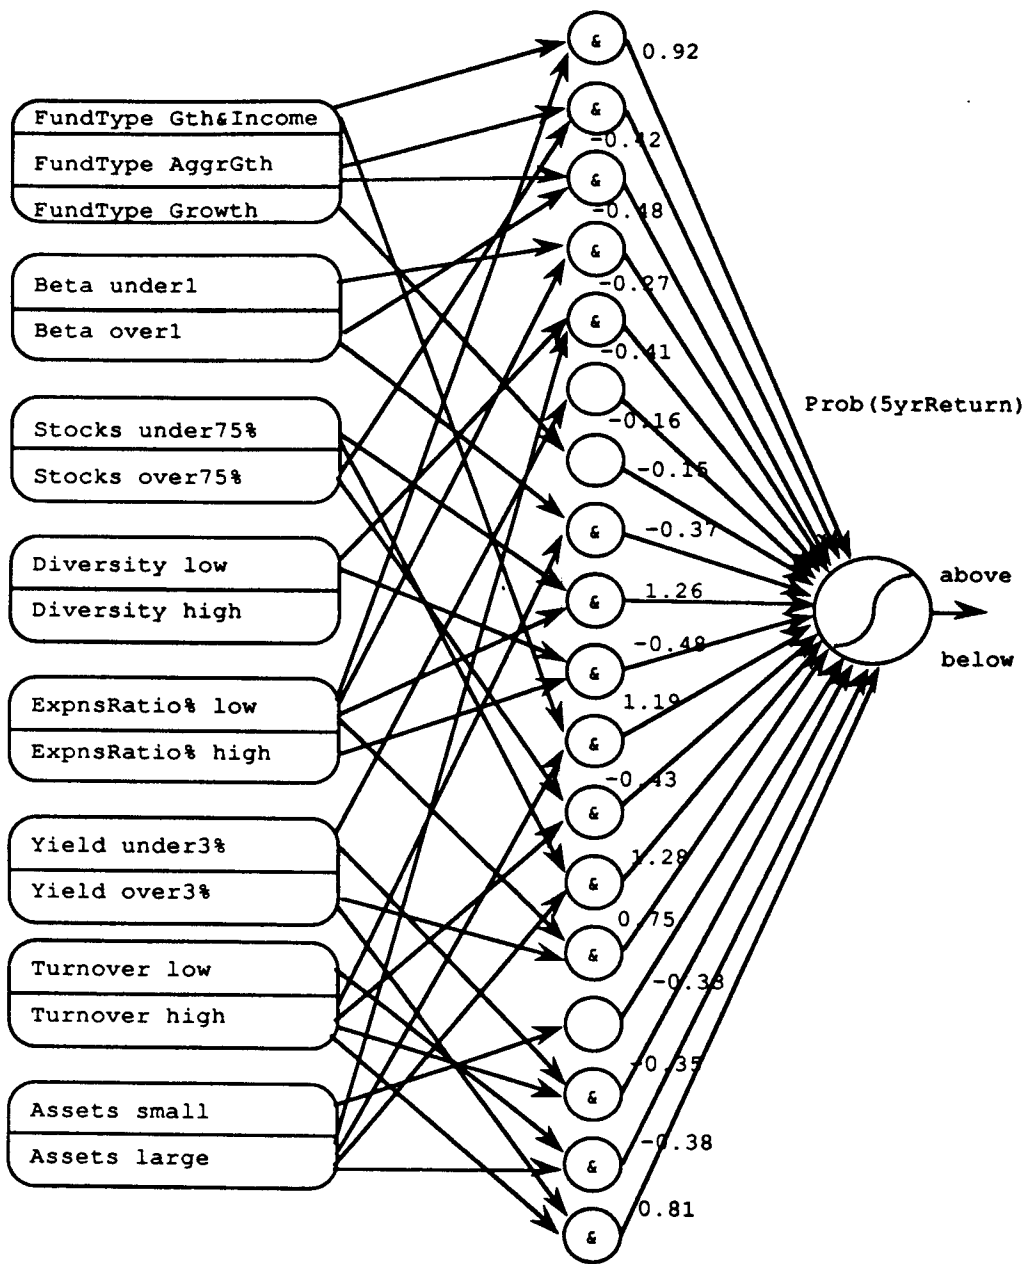 FundType Gth&Income
FundType AggrGth
FundType Growth
Beta under1
Beta over1
Stocks under75%
Stocks over75%
Diversity low
Diversity high
ExpnsRatio% low
ExpnsRatio% high
Yield under3%
Yield over3%
Turnover low
Turnover high
Assets small
Assets large
&
0.92
&
-0.42
&
-0.48
&
-0.27
&
-0.41
-0.16
-0.15
&
-0.37
&
1.26
&
-0.48
&
1.19
&
-0.43
&
1.28
&
0.75
-0.38
&
-0.35
&
-0.38
&
0.81
Prob(5yrReturn)
above
below